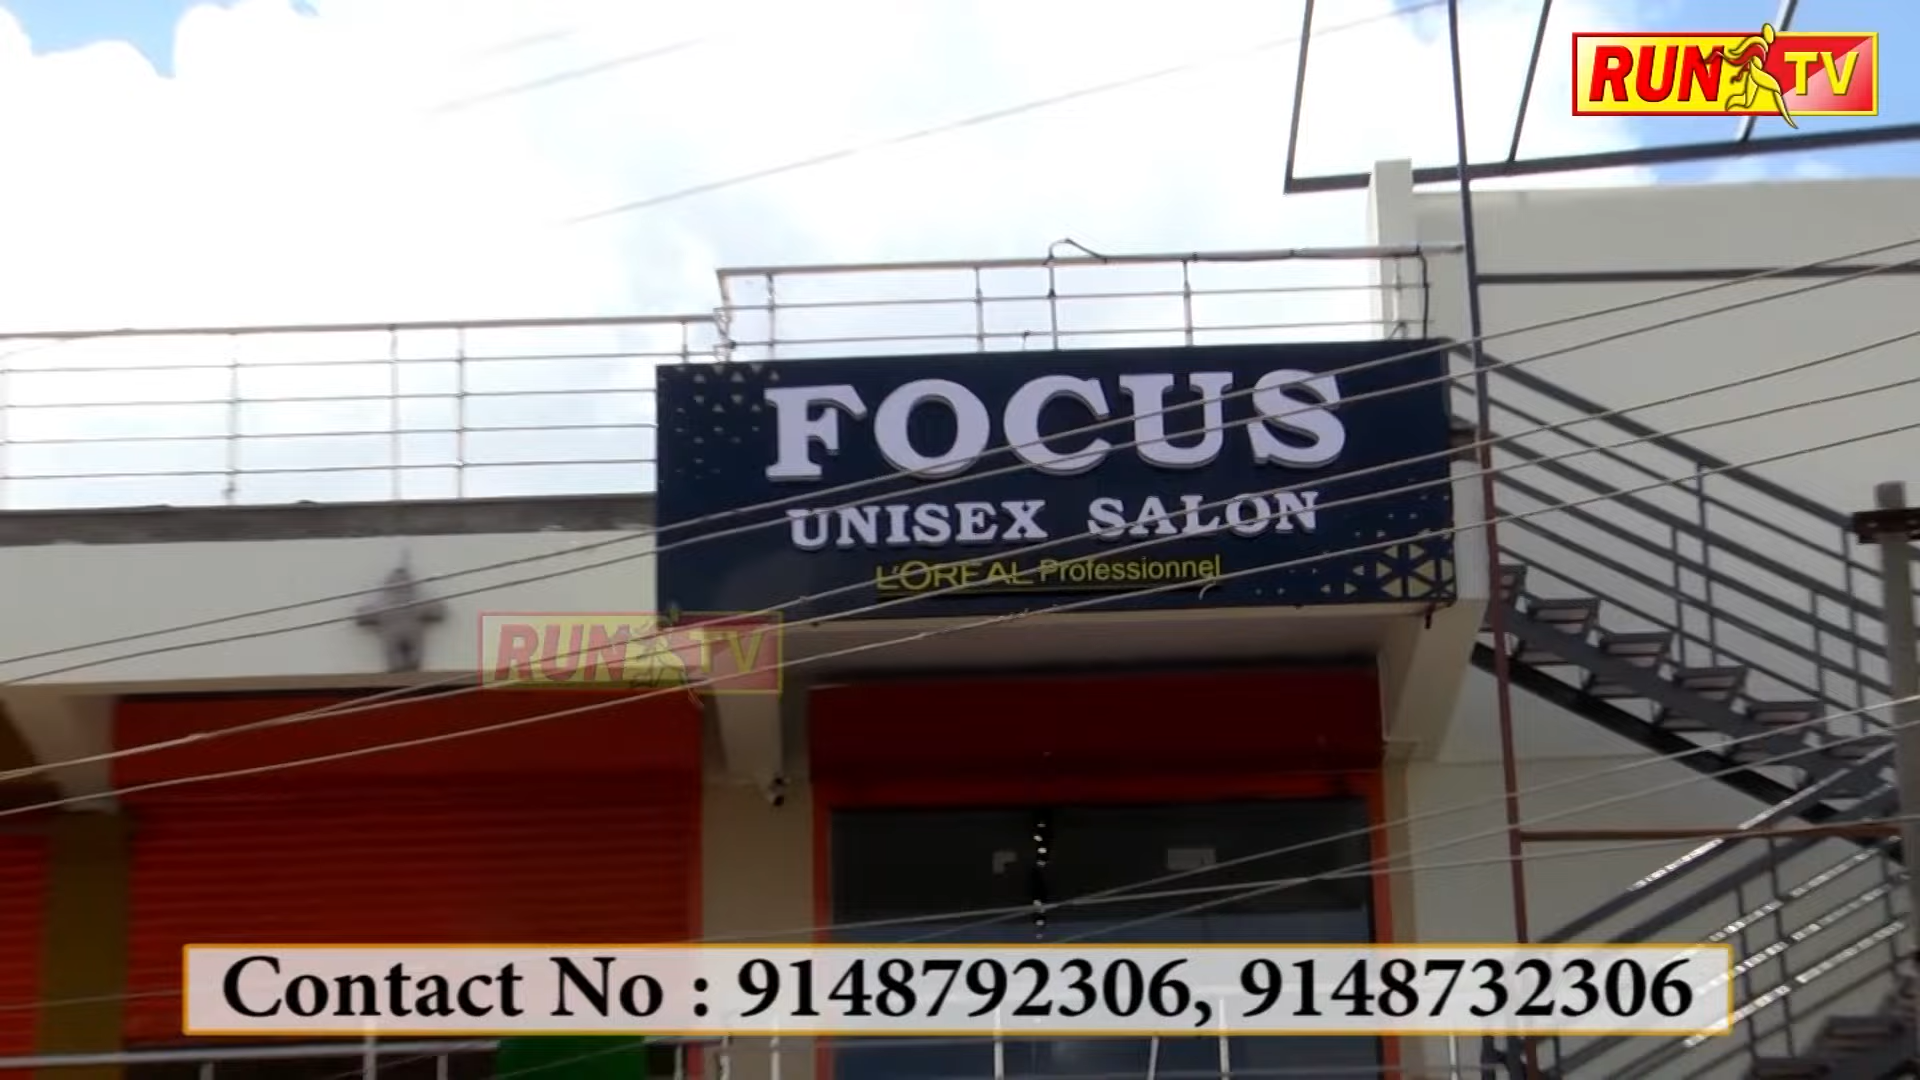 RUN TV
FOCUS
UNISEX SALON
L'OREAL Professionnel
RUN TV
Contact No : 9148792306, 9148732306